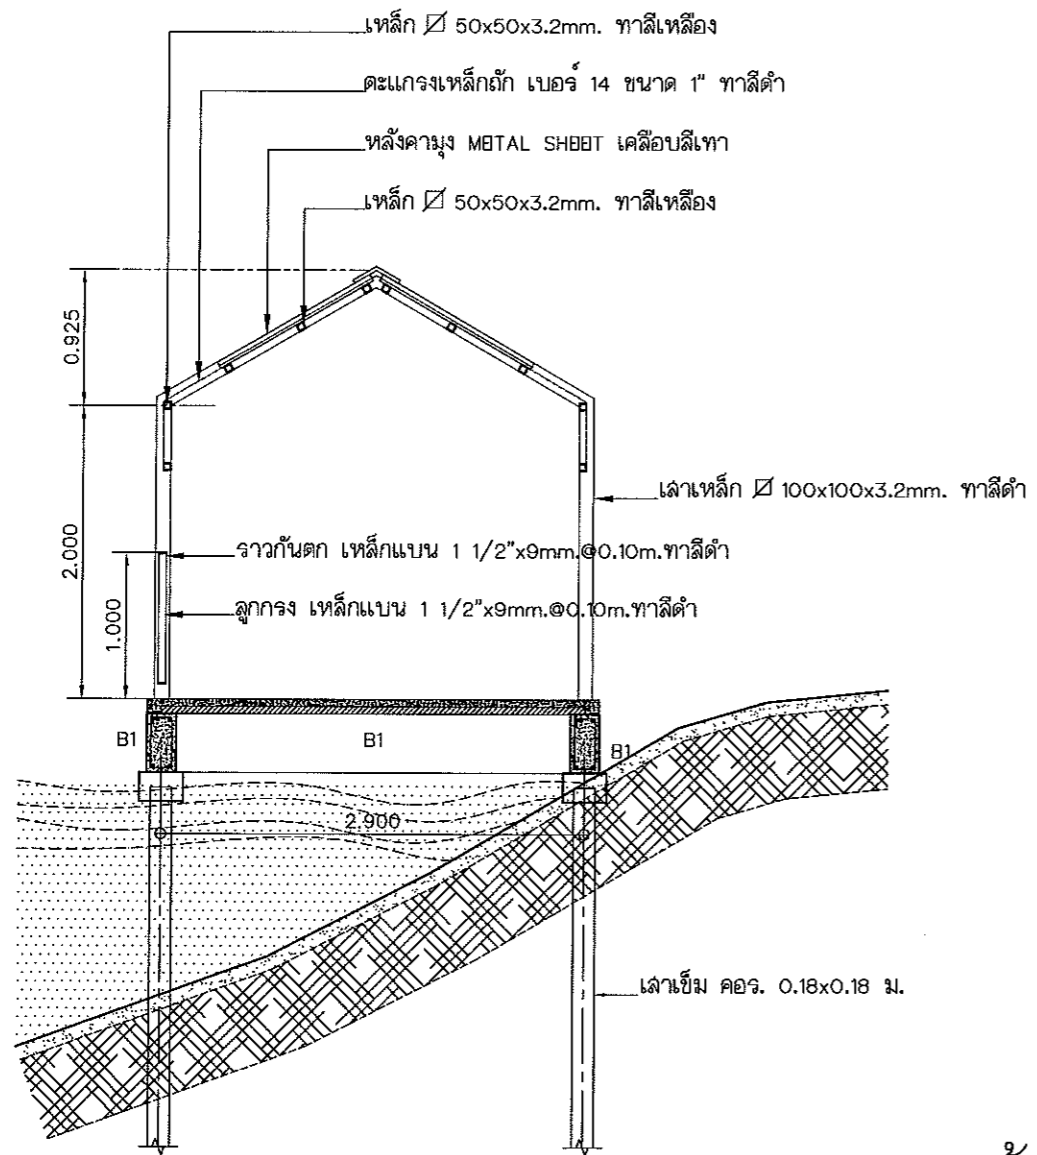 เหล็ก 50x50x3.2mm. ทาสีเหลือง
ตะแกรงเหล็กถัก เบอร์ 14 ขนาด 1" ทาสีดำ
หลังคามุง METAL SHEET เคลือบสีเทา
เหล็ก 50x50x3.2mm. ทาสีเหลือง
0.925
เสาเหล็ก 100x100x3.2mm. ทาสีดำ
2.000
ราวกันตก เหล็กแบน 1 1/2"x9mm.@0.10m.ทาสีดำ
1.000
ลูกกรง เหล็กแบน 1 1/2"x9mm.@0.10m.ทาสีดำ
B1
B1
B1
2.900
เสาเข็ม คอร. 0.18x0.18 ม.